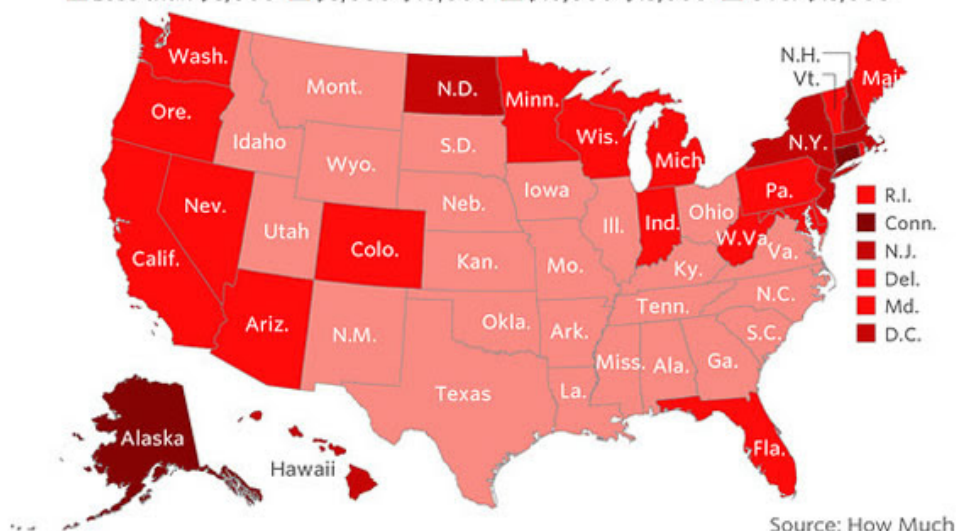 Wash.
Mont.
N.D.
Minn.
N.H.
Vt.
Ore.
Idaho
Wyo.
S.D.
Wis.
Mich
N.Y.
Nev.
Utah
Colo.
Neb.
Iowa
Ill.
Ind.
Ohio
Pa.
W.Va
Va.
Calif.
Kan.
Mo.
Ky.
Ariz.
N.M.
Okla.
Ark.
Tenn.
N.C.
S.C.
Texas
La.
Miss.
Ala.
Ga.
Fla.
Alaska
Hawaii
R.I.
Conn.
N.J.
Del.
Md.
D.C.
Source: How Much